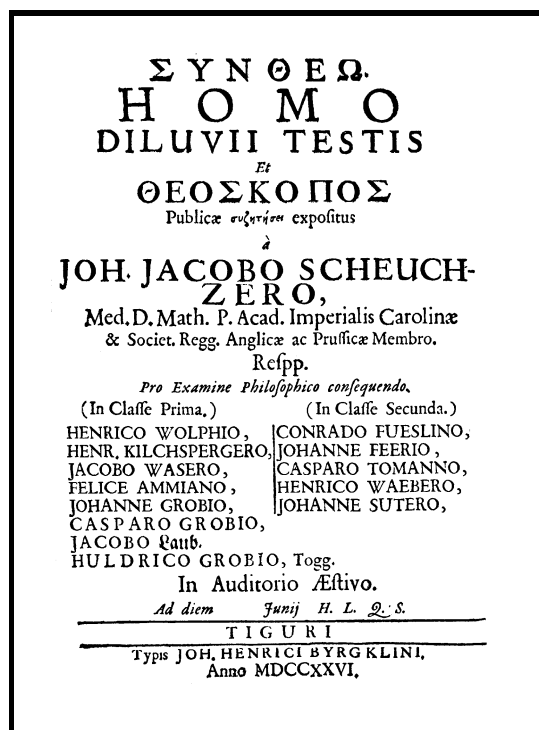 ΣΥΝ ΘΕΩ.
HOMO
DILUVII TESTIS
Et
ΘΕΟΣΚΟΠΟΣ
Publicæ συζητήσει expoſitus
à
JOH. JACOBO SCHEUCH-
ZERO,
Med. D. Math. P. Acad. Imperialis Carolinæ
& Societ. Regg. Anglicæ ac Pruſſicæ Membro.
Reſpp.
Pro Examine Philoſophico conſequendo.
(In Claſſe Prima.) (In Claſſe Secunda.)
HENRICO WOLPHIO, CONRADO FUESLINO,
HENR. KILCHSPERGERO, JOHANNE FEERIO,
JACOBO WASERO, CASPARO TOMANNO,
FELICE AMMIANO, HENRICO WAEBERO,
JOHANNE GROBIO, JOHANNE SUTERO,
CASPARO GROBIO,
JACOBO Laub.
HULDRICO GROBIO, Togg.
In Auditorio Æſtivo.
Ad diem Junij H. L. Q. S.
TIGURI
Typis JOH. HENRICI BYRGKLINI.
Anno MDCCXXVI.